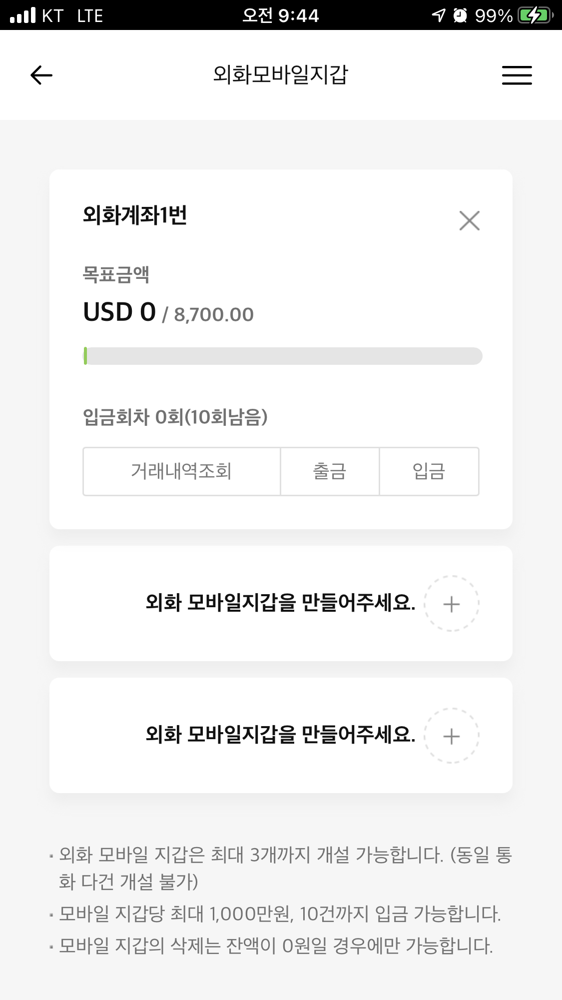 KT LTE 오전 9:44 99%
외화모바일지갑
외화계좌1번
목표금액
USD 0 / 8,700.00
입금회차 0회(10회남음)
거래내역조회 출금 입금
외화 모바일지갑을 만들어주세요.
외화 모바일지갑을 만들어주세요.
외화 모바일 지갑은 최대 3개까지 개설 가능합니다. (동일 통
화 다건 개설 불가)
모바일 지갑당 최대 1,000만원, 10건까지 입금 가능합니다.
모바일 지갑의 삭제는 잔액이 0원일 경우에만 가능합니다.